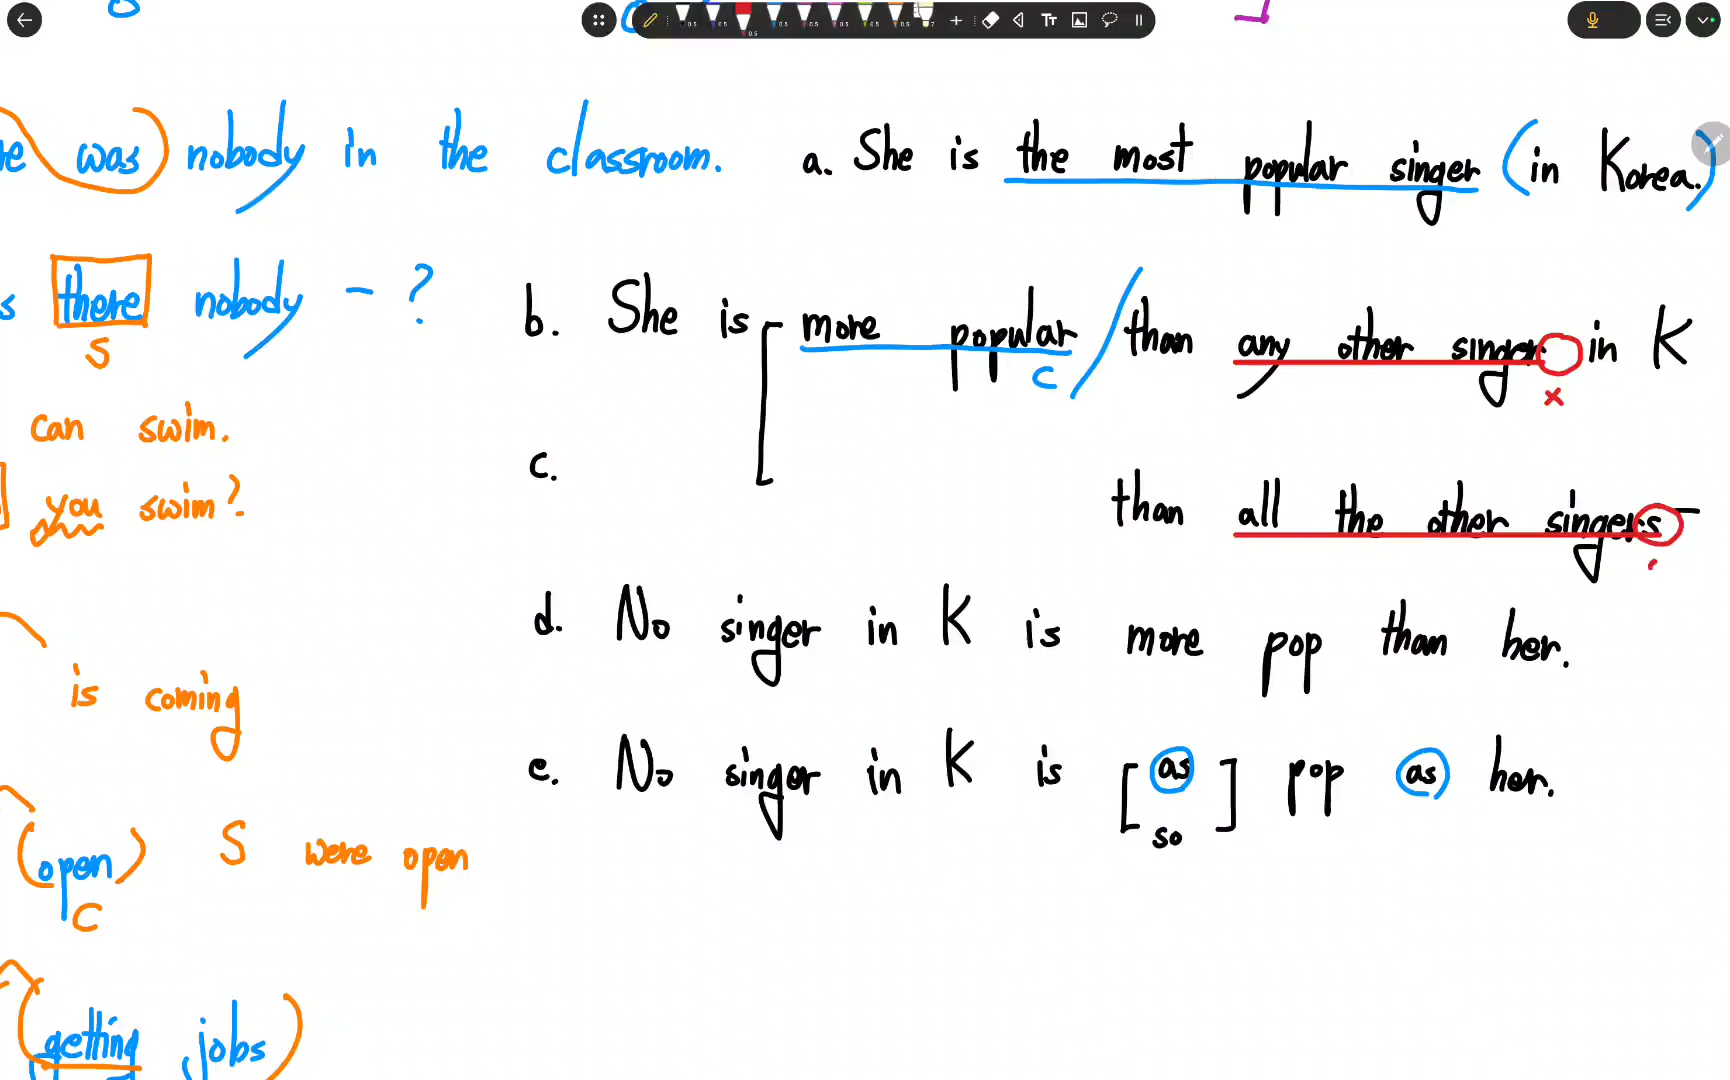 was nobody in the classroom.
a. She is the most popular singer (in Korea.)
there nobody - ?
S
b. She is more popular / than any other singer in K
C
x
can swim.
you swim?
c. than all the other singers -
d. No singer in K is more pop than her.
is coming
e. No singer in K is [as so] pop as her.
(open) S were open
C
(getting jobs)